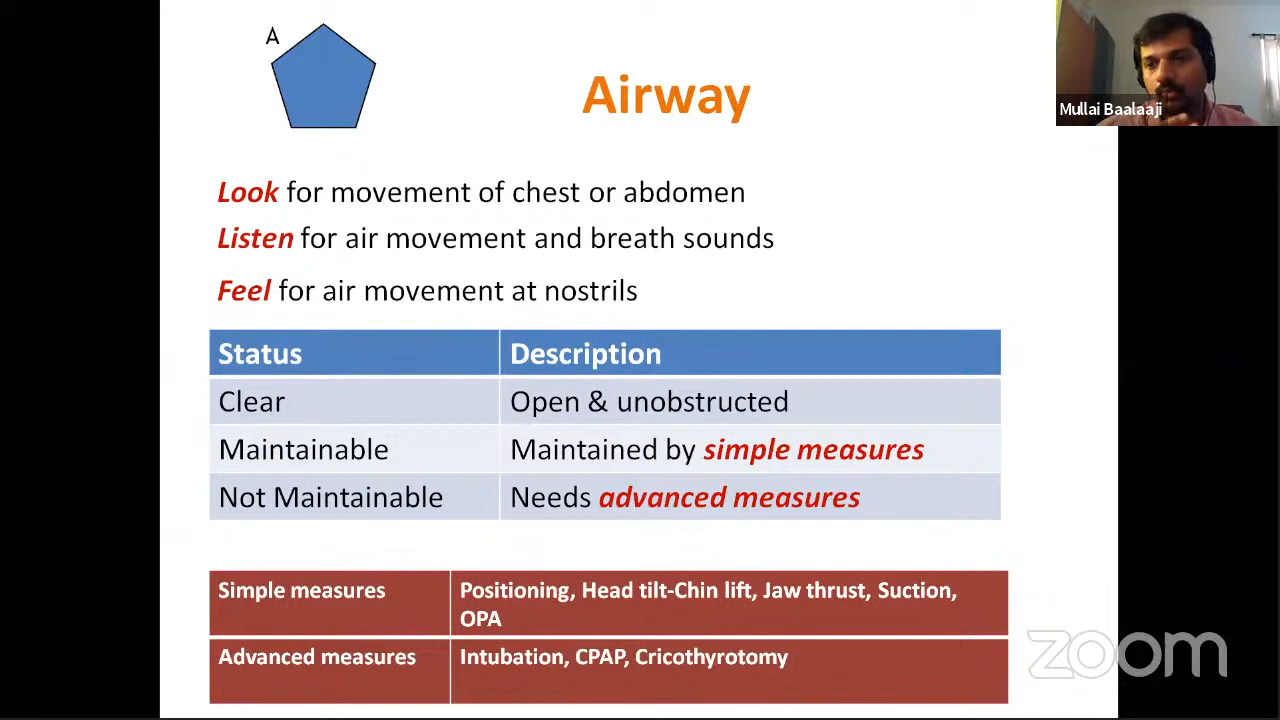 A
Airway
Mullai Baalaaji
Look for movement of chest or abdomen
Listen for air movement and breath sounds
Feel for air movement at nostrils
Status Description
Clear Open & unobstructed
Maintainable Maintained by simple measures
Not Maintainable Needs advanced measures
Simple measures Positioning, Head tilt-Chin lift, Jaw thrust, Suction,
OPA
Advanced measures Intubation, CPAP, Cricothyrotomy
zoom